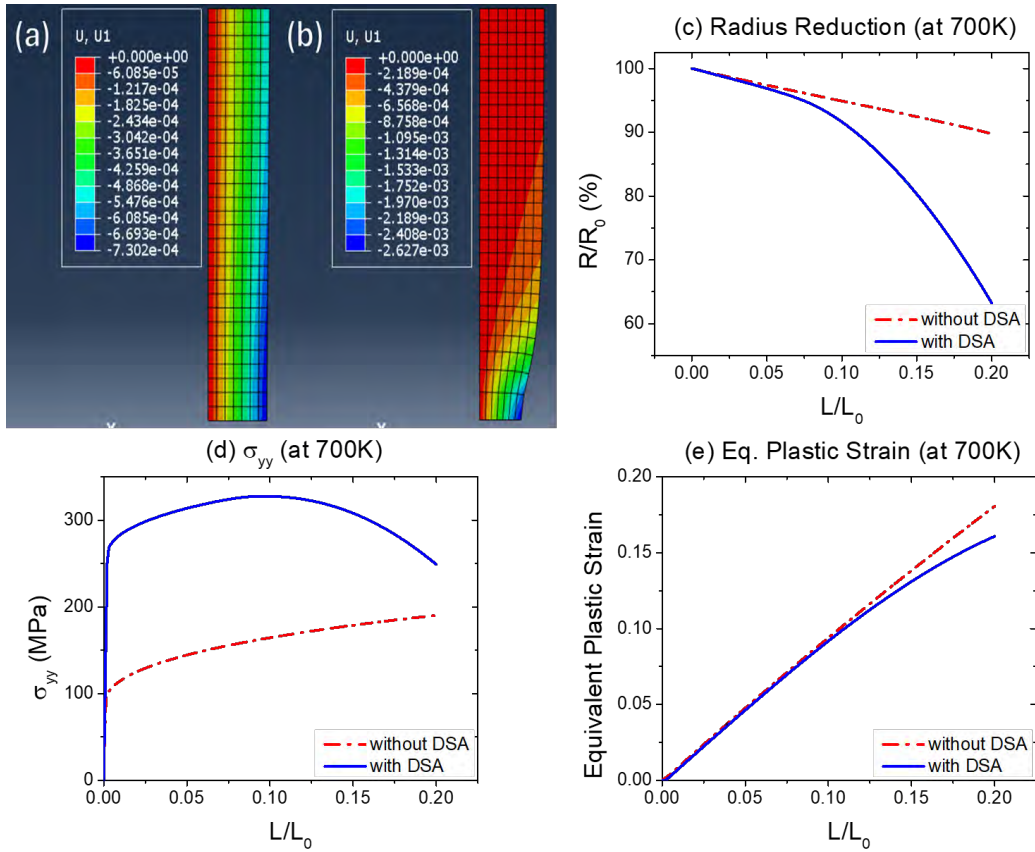 (a)
U, U1
+0.000e+00
-6.085e-05
-1.217e-04
-1.825e-04
-2.434e-04
-3.042e-04
-3.651e-04
-4.259e-04
-4.868e-04
-5.476e-04
-6.085e-04
-6.693e-04
-7.302e-04
(b)
U, U1
+0.000e+00
-2.189e-04
-4.379e-04
-6.568e-04
-8.758e-04
-1.095e-03
-1.314e-03
-1.533e-03
-1.752e-03
-1.970e-03
-2.189e-03
-2.408e-03
-2.627e-03
(c) Radius Reduction (at 700K)
R/R0 (%)
100
90
80
70
60
without DSA
with DSA
0.00 0.05 0.10 0.15 0.20
L/L0
(d) σyy (at 700K)
σyy (MPa)
300
200
100
0
without DSA
with DSA
0.00 0.05 0.10 0.15 0.20
L/L0
(e) Eq. Plastic Strain (at 700K)
Equivalent Plastic Strain
0.20
0.15
0.10
0.05
0.00
without DSA
with DSA
0.00 0.05 0.10 0.15 0.20
L/L0